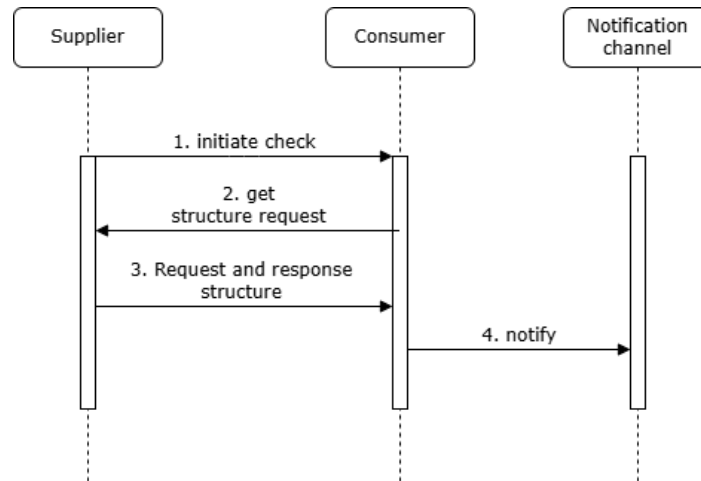 Supplier
Consumer
Notification
channel
1. initiate check
2. get
structure request
3. Request and response
structure
4. notify